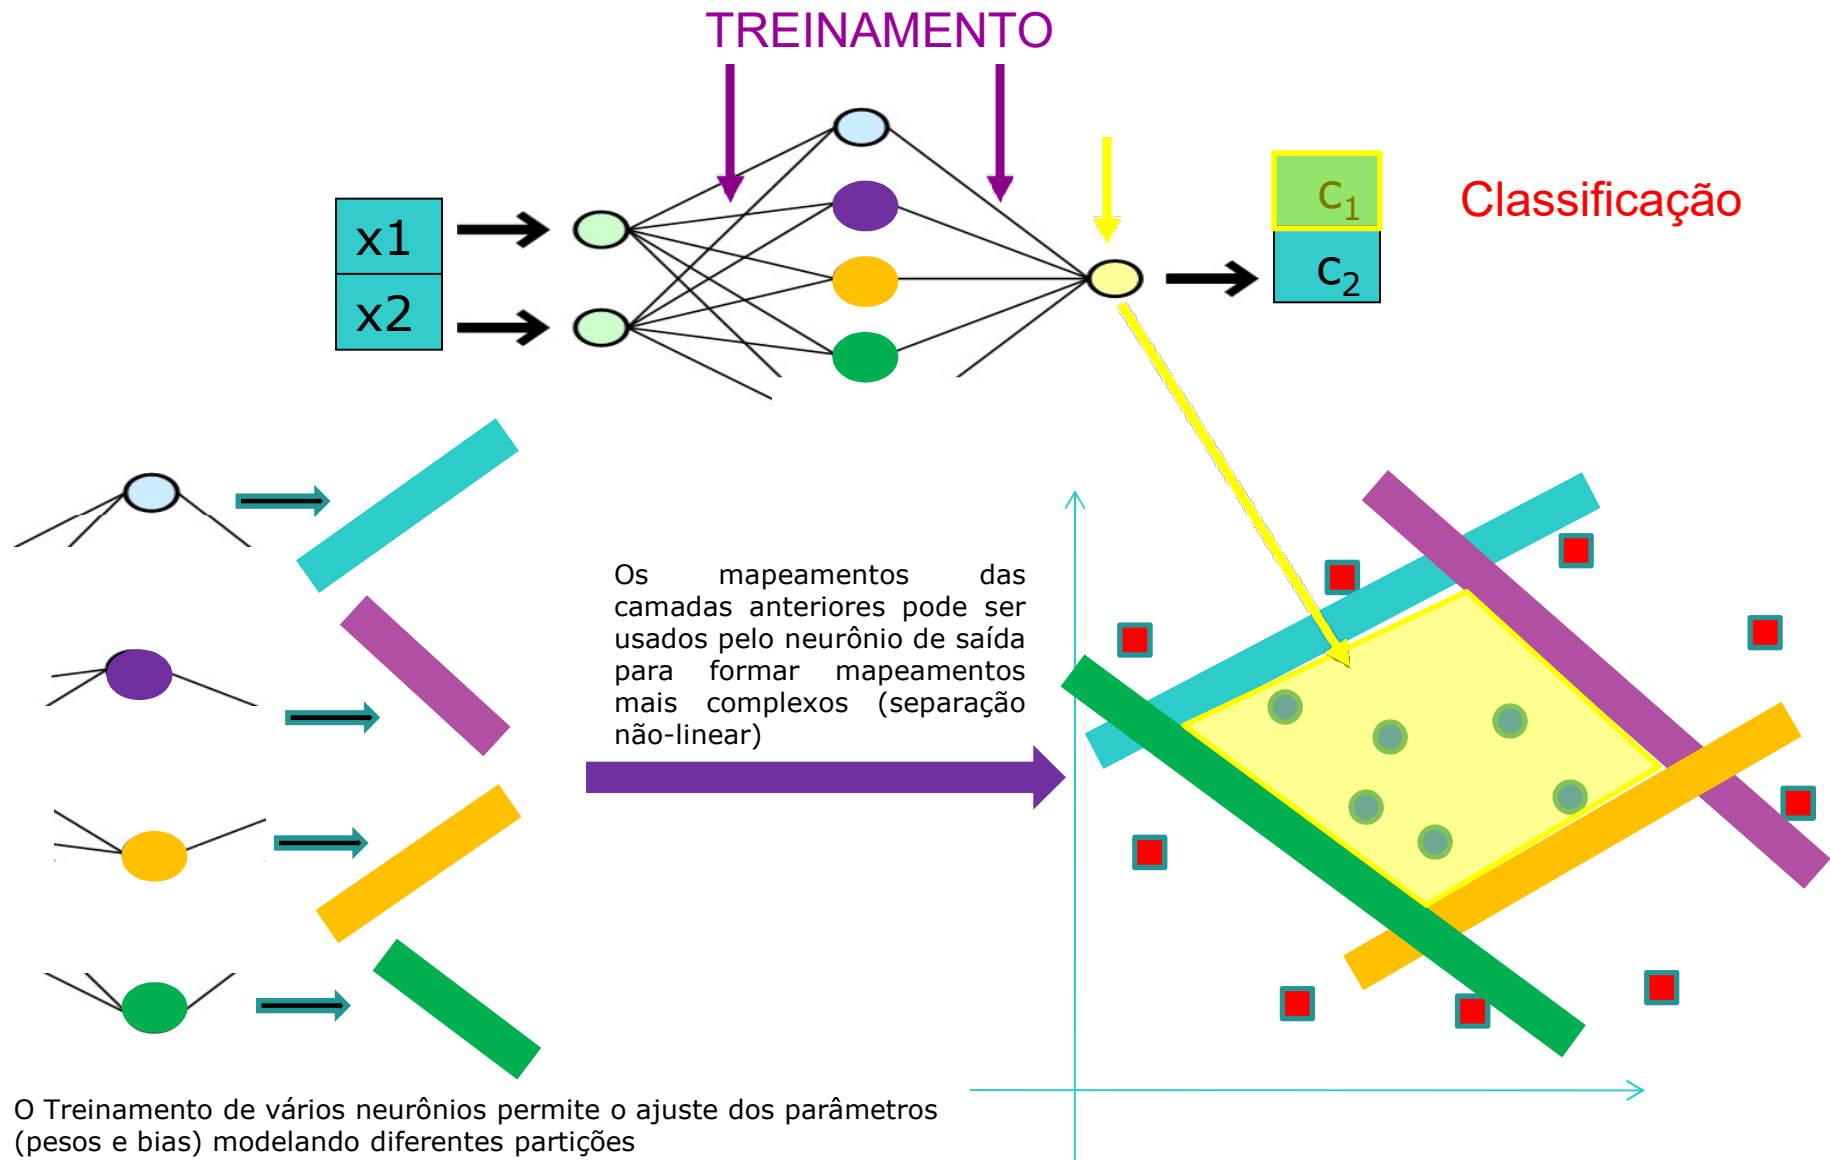 TREINAMENTO
x1
x2
c1
c2
Classificação
Os mapeamentos das
camadas anteriores pode ser
usados pelo neurônio de saída
para formar mapeamentos
mais complexos (separação
não-linear)
O Treinamento de vários neurônios permite o ajuste dos parâmetros
(pesos e bias) modelando diferentes partições